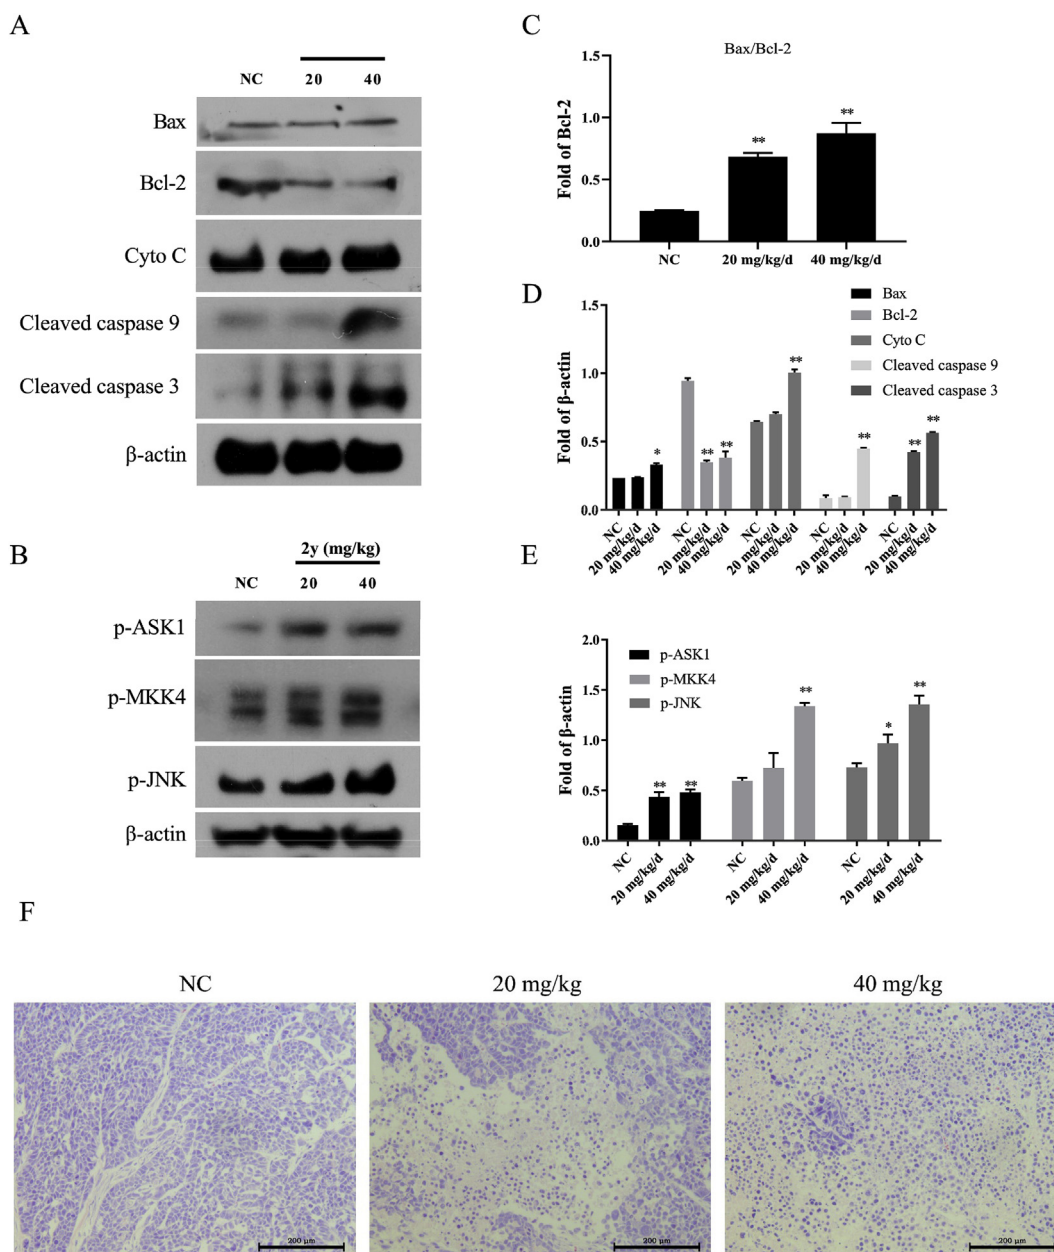 A
NC 20 40
Bax
Bcl-2
Cyto C
Cleaved caspase 9
Cleaved caspase 3
β-actin
B
2y (mg/kg)
NC 20 40
p-ASK1
p-MKK4
p-JNK
β-actin
C
Bax/Bcl-2
Fold of Bcl-2
1.5
1.0
0.5
0.0
NC 20 mg/kg/d 40 mg/kg/d
** **
D
Bax
Bcl-2
Cyto C
Cleaved caspase 9
Cleaved caspase 3
Fold of β-actin
1.5
1.0
0.5
0.0
* ** ** ** ** ** **
NC 20 mg/kg/d 40 mg/kg/d NC 20 mg/kg/d 40 mg/kg/d NC 20 mg/kg/d 40 mg/kg/d NC 20 mg/kg/d 40 mg/kg/d NC 20 mg/kg/d 40 mg/kg/d
E
p-ASK1
p-MKK4
p-JNK
Fold of β-actin
2.0
1.5
1.0
0.5
0.0
** ** ** * **
NC 20 mg/kg/d 40 mg/kg/d NC 20 mg/kg/d 40 mg/kg/d NC 20 mg/kg/d 40 mg/kg/d
F
NC 20 mg/kg 40 mg/kg
200 μm 200 μm 200 μm